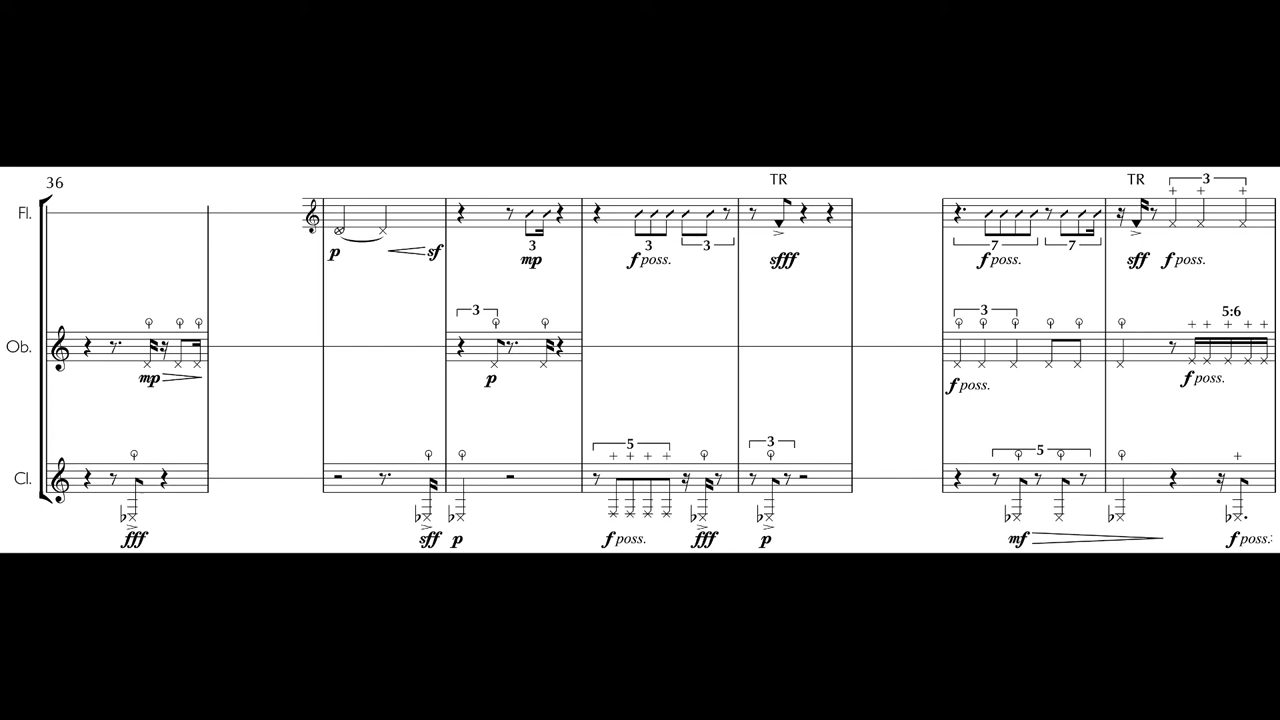 36
TR TR 3
Fl.
3 3 3 7 7
p sf mp f poss. sfff f poss. sff f poss.
3 3 5:6
Ob.
mp p f poss. f poss.
5 3 5
Cl.
fff sff p f poss. fff p mf f poss.